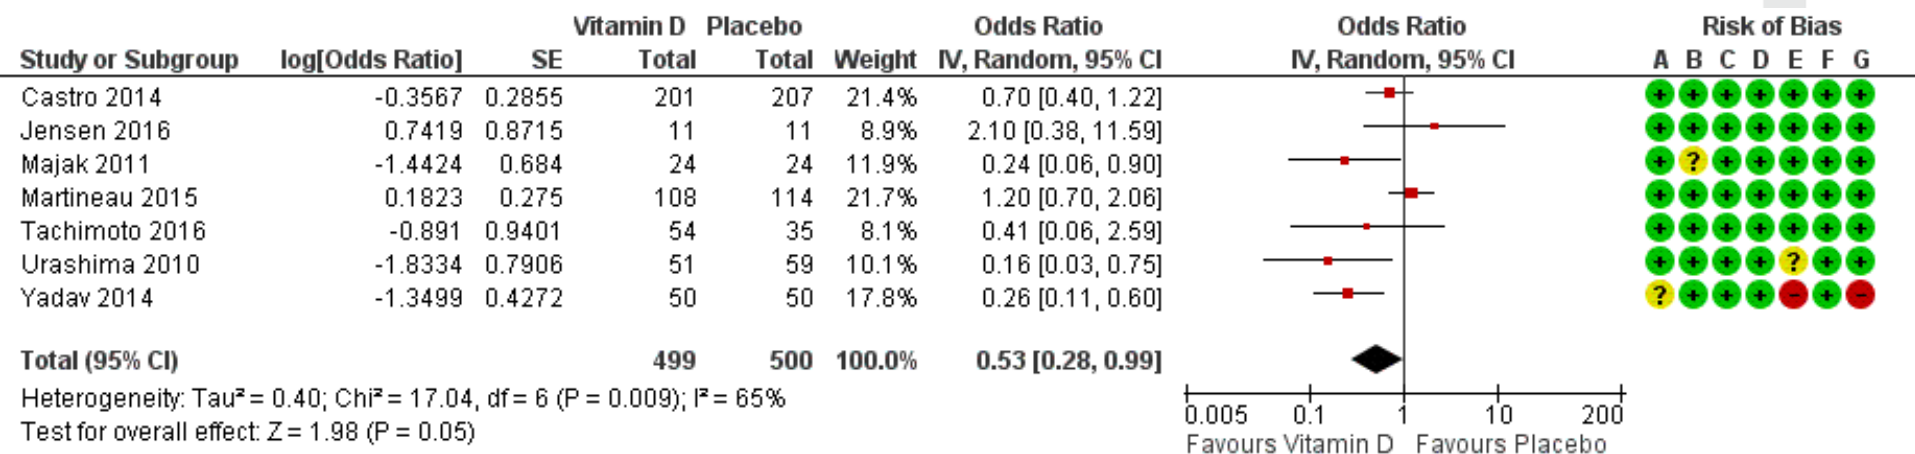 Vitamin D Placebo Odds Ratio Odds Ratio Risk of Bias
Study or Subgroup log[Odds Ratio] SE Total Total Weight IV, Random, 95% CI IV, Random, 95% CI A B C D E F G
Castro 2014 -0.3567 0.2855 201 207 21.4% 0.70 [0.40, 1.22] + + + + + + +
Jensen 2016 0.7419 0.8715 11 11 8.9% 2.10 [0.38, 11.59] + + + + + + +
Majak 2011 -1.4424 0.684 24 24 11.9% 0.24 [0.06, 0.90] + ? + + + + +
Martineau 2015 0.1823 0.275 108 114 21.7% 1.20 [0.70, 2.06] + + + + + + +
Tachimoto 2016 -0.891 0.9401 54 35 8.1% 0.41 [0.06, 2.59] + + + + + + +
Urashima 2010 -1.8334 0.7906 51 59 10.1% 0.16 [0.03, 0.75] + + + + ? + +
Yadav 2014 -1.3499 0.4272 50 50 17.8% 0.26 [0.11, 0.60] ? + + + - + -
Total (95% CI) 499 500 100.0% 0.53 [0.28, 0.99]
Heterogeneity: Tau² = 0.40; Chi² = 17.04, df = 6 (P = 0.009); I² = 65%
Test for overall effect: Z = 1.98 (P = 0.05)
0.005 0.1 1 10 200
Favours Vitamin D Favours Placebo